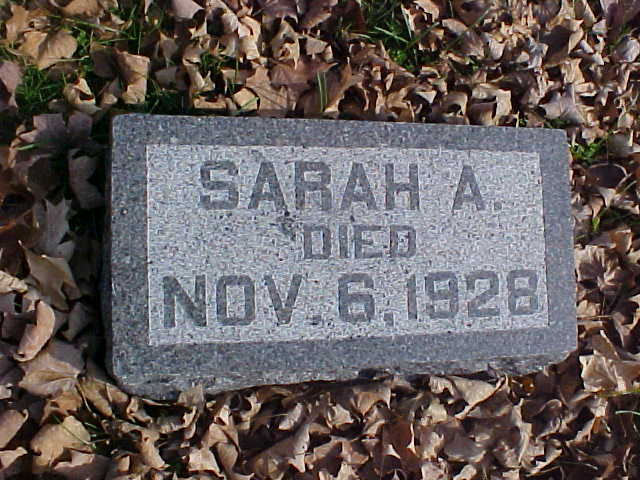 SARAH A.
DIED
NOV. 6, 1928